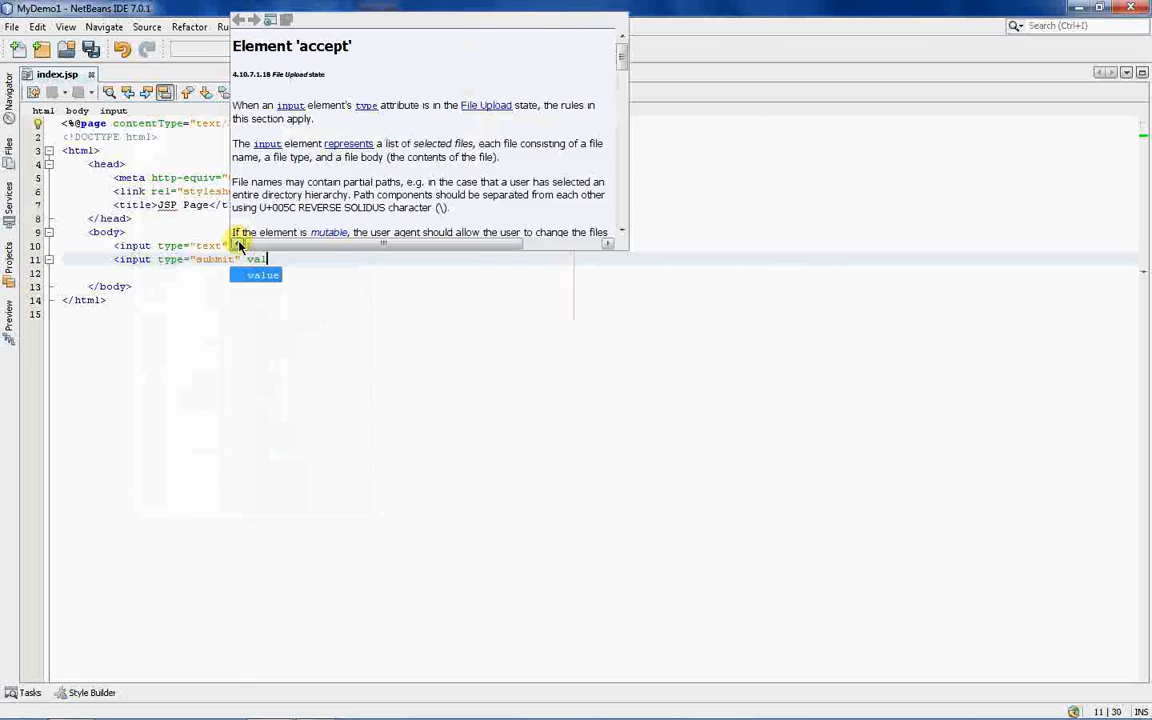 MyDemo1 - NetBeans IDE 7.0.1
File Edit View Navigate Source Refactor Ru
Search (Ctrl+I)
index.jsp
html body input
Navigator
Files
Services
Projects
Preview
Element 'accept'
4.10.7.1.18 File Upload state
When an input element's type attribute is in the File Upload state, the rules in
this section apply.
The input element represents a list of selected files, each file consisting of a file
name, a file type, and a file body (the contents of the file).
File names may contain partial paths, e.g. in the case that a user has selected an
entire directory hierarchy. Path components should be separated from each other
using U+005C REVERSE SOLIDUS character (\).
If the element is mutable, the user agent should allow the user to change the files
<%@page contentType="text/
2 <!DOCTYPE html>
3 <html>
4 <head>
5 <meta http-equiv="
6 <link rel="stylesh
7 <title>JSP Page</t
8 </head>
9 <body>
10 <input type="text"
11 <input type="submit" val
12
13 </body>
14 </html>
15
value
Tasks Style Builder
11 | 30 INS